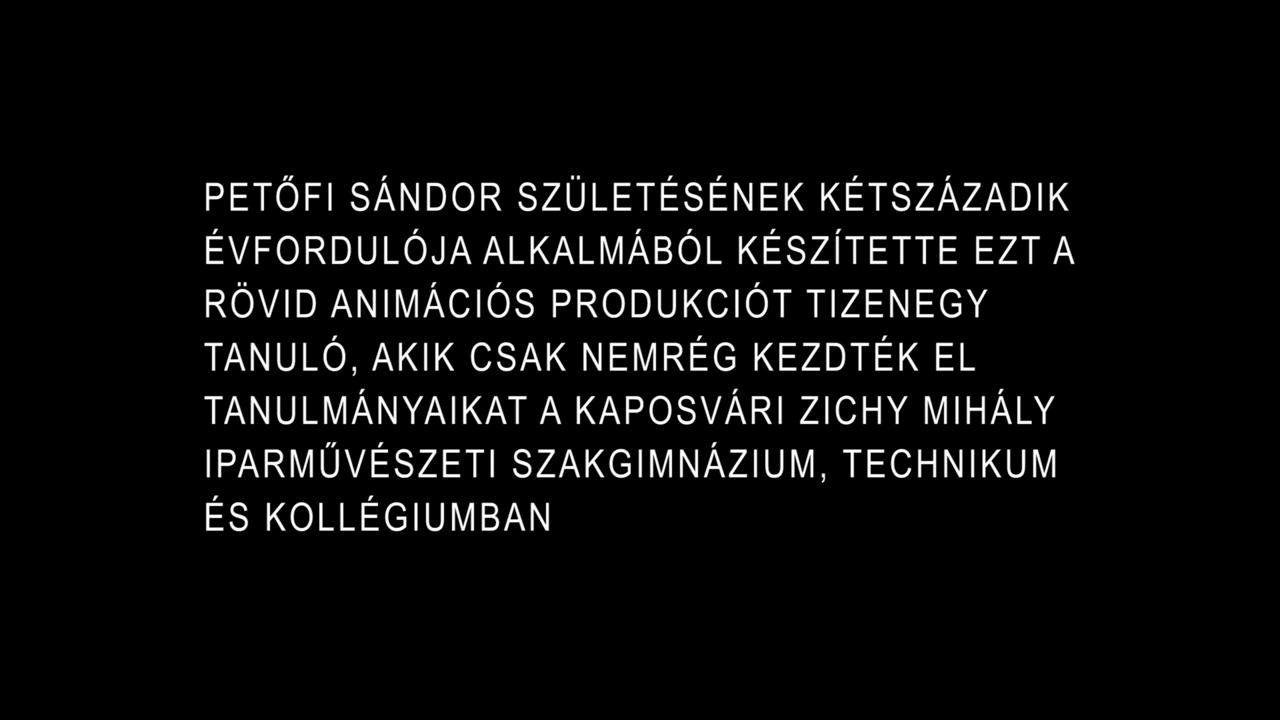 PETŐFI SÁNDOR SZÜLETÉSÉNEK KÉTSZÁZADIK
ÉVFORDULÓJA ALKALMÁBÓL KÉSZÍTETTE EZT A
RÖVID ANIMÁCIÓS PRODUKCIÓT TIZENEGY
TANULÓ, AKIK CSAK NEMRÉG KEZDTÉK EL
TANULMÁNYAIKAT A KAPOSVÁRI ZICHY MIHÁLY
IPARMŰVÉSZETI SZAKGIMNÁZIUM, TECHNIKUM
ÉS KOLLÉGIUMBAN